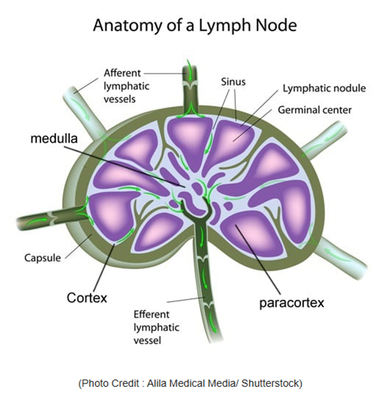 Anatomy of a Lymph Node
Afferent
lymphatic
vessels
Sinus
Lymphatic nodule
Germinal center
medulla
Capsule
Cortex
paracortex
Efferent
lymphatic
vessel
(Photo Credit : Alila Medical Media/ Shutterstock)